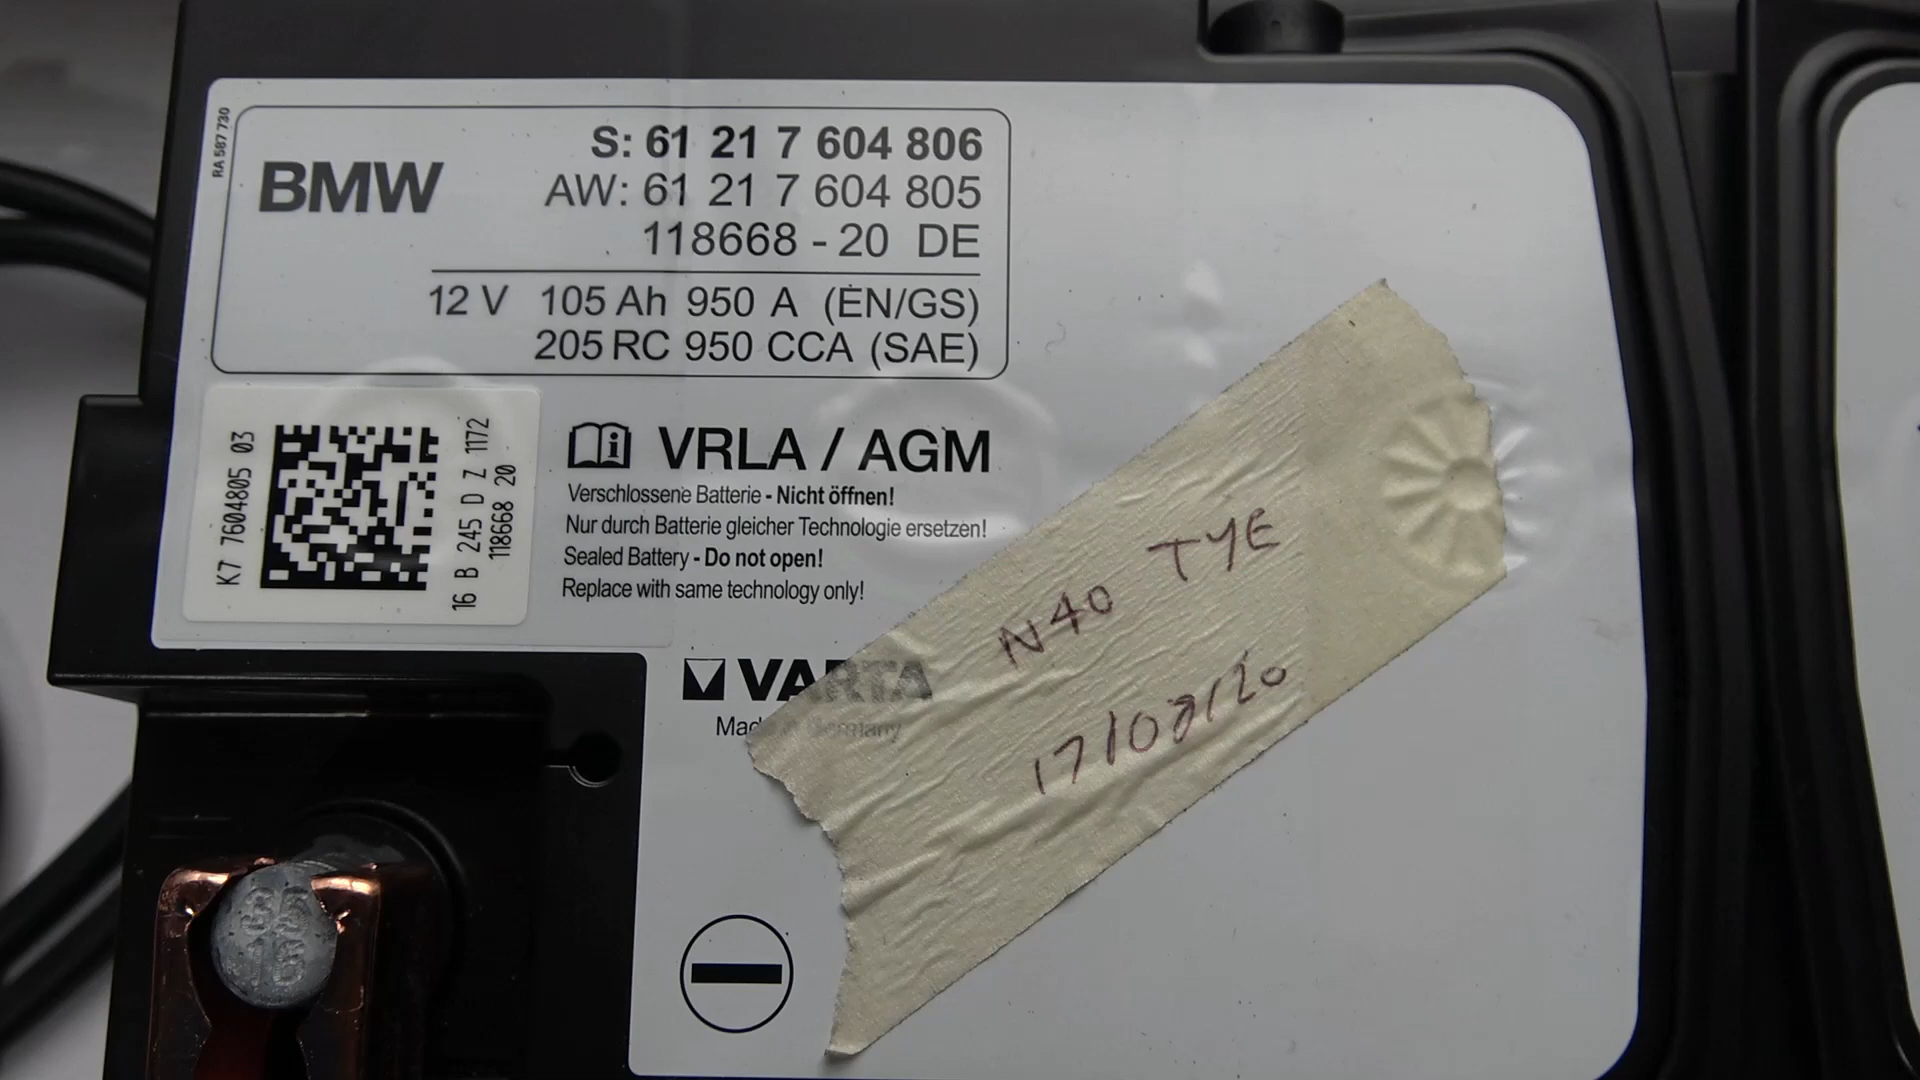 RA 587 730
BMW
S: 61 21 7 604 806
AW: 61 21 7 604 805
118668 - 20 DE
12 V 105 Ah 950 A (EN/GS)
205 RC 950 CCA (SAE)
K7 7604805 03
16 B 245 D Z 1172
118668 20
VRLA / AGM
Verschlossene Batterie - Nicht öffnen!
Nur durch Batterie gleicher Technologie ersetzen!
Sealed Battery - Do not open!
Replace with same technology only!
VARTA
Made in Germany
N40 TYE
17/02/20